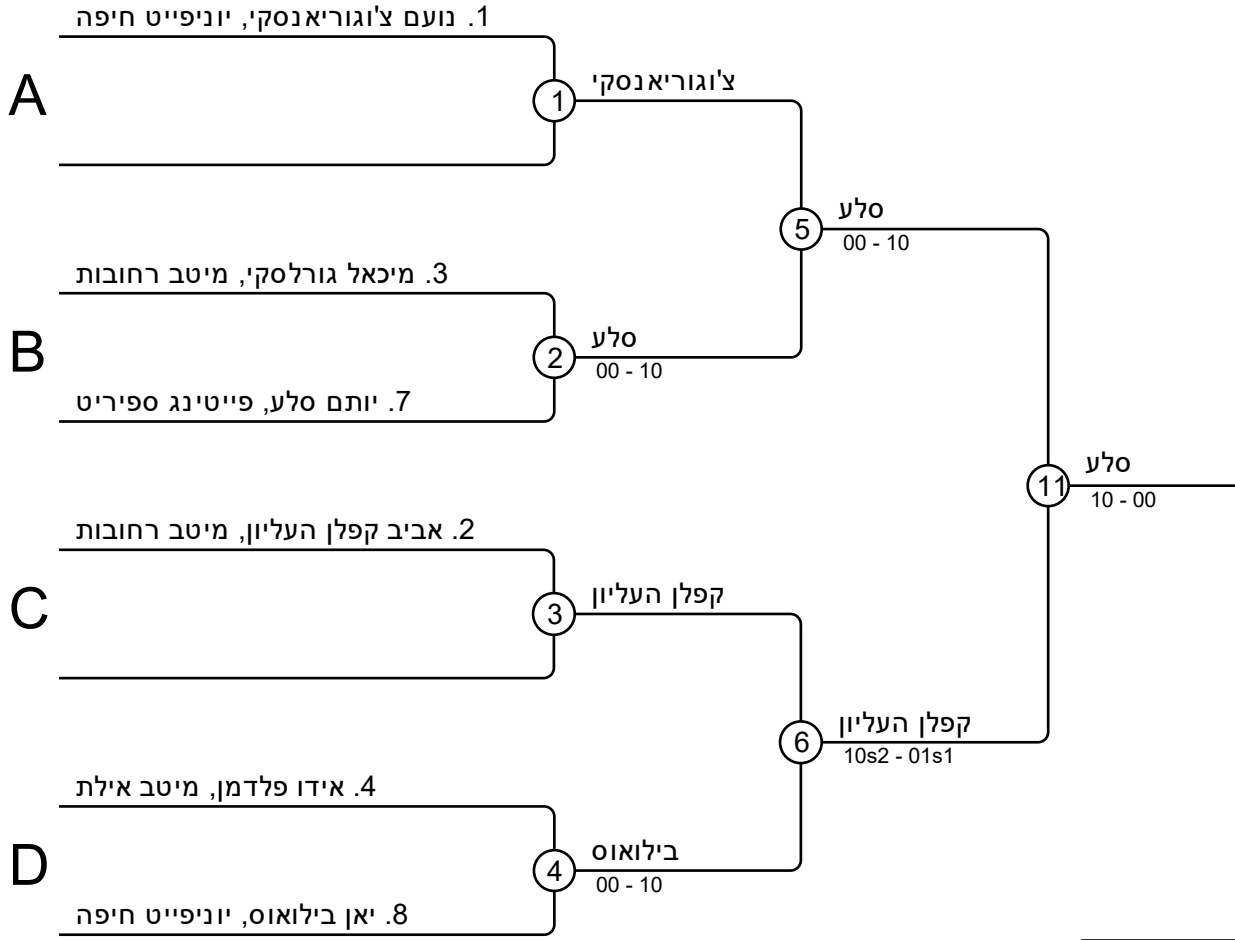 1. נועם צ'וגוריאנסקי, יוניפייט חיפה
A
1
צ'וגוריאנסקי
5
סלע
00 - 10
3. מיכאל גורלסקי, מיטב רחובות
B
2
סלע
00 - 10
7. יותם סלע, פייטינג ספיריט
11
סלע
10 - 00
2. אביב קפלן העליון, מיטב רחובות
C
3
קפלן העליון
6
קפלן העליון
10s2 - 01s1
4. אידו פלדמן, מיטב אילת
D
4
בילואוס
00 - 10
8. יאן בילואוס, יוניפייט חיפה